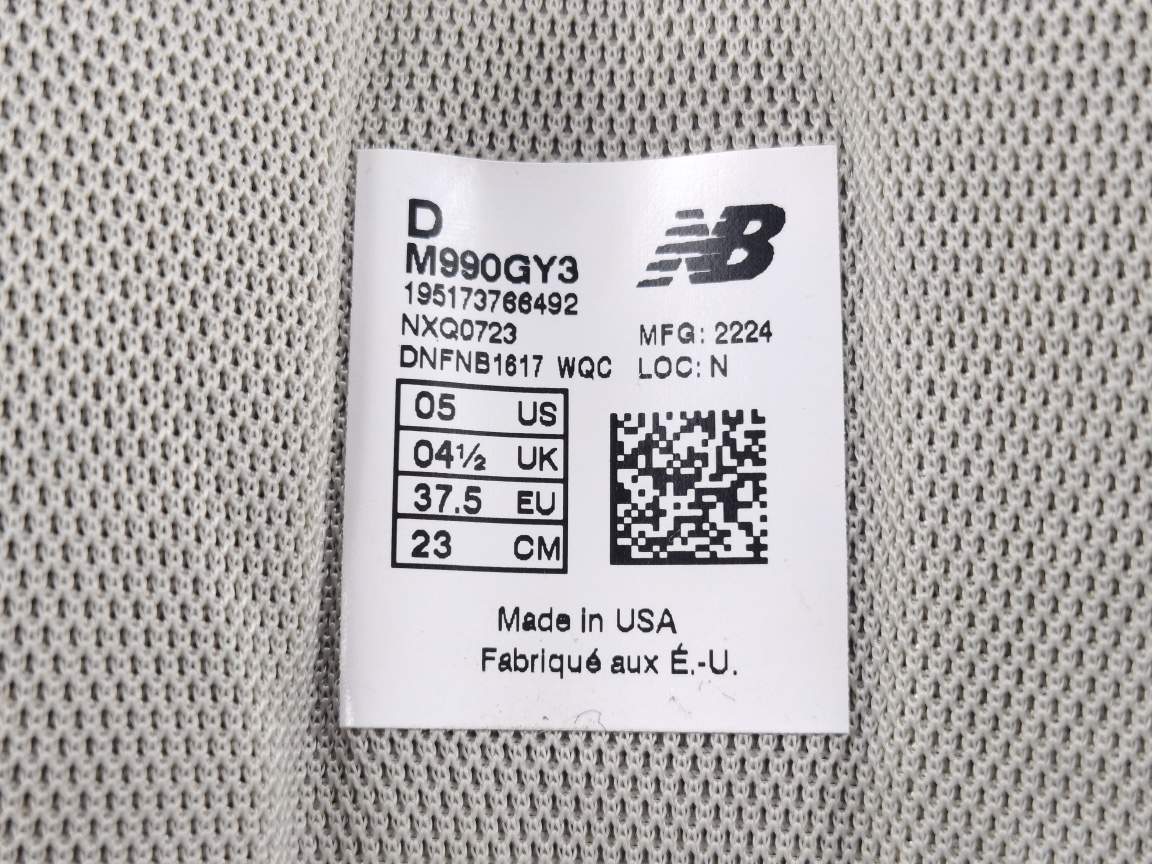 D
M990GY3
NB
195173766492
NXQ0723 MFG: 2224
DNFNB1617 WQC LOC: N
05 US
04½ UK
37.5 EU
23 CM
Made in USA
Fabriqué aux É.-U.